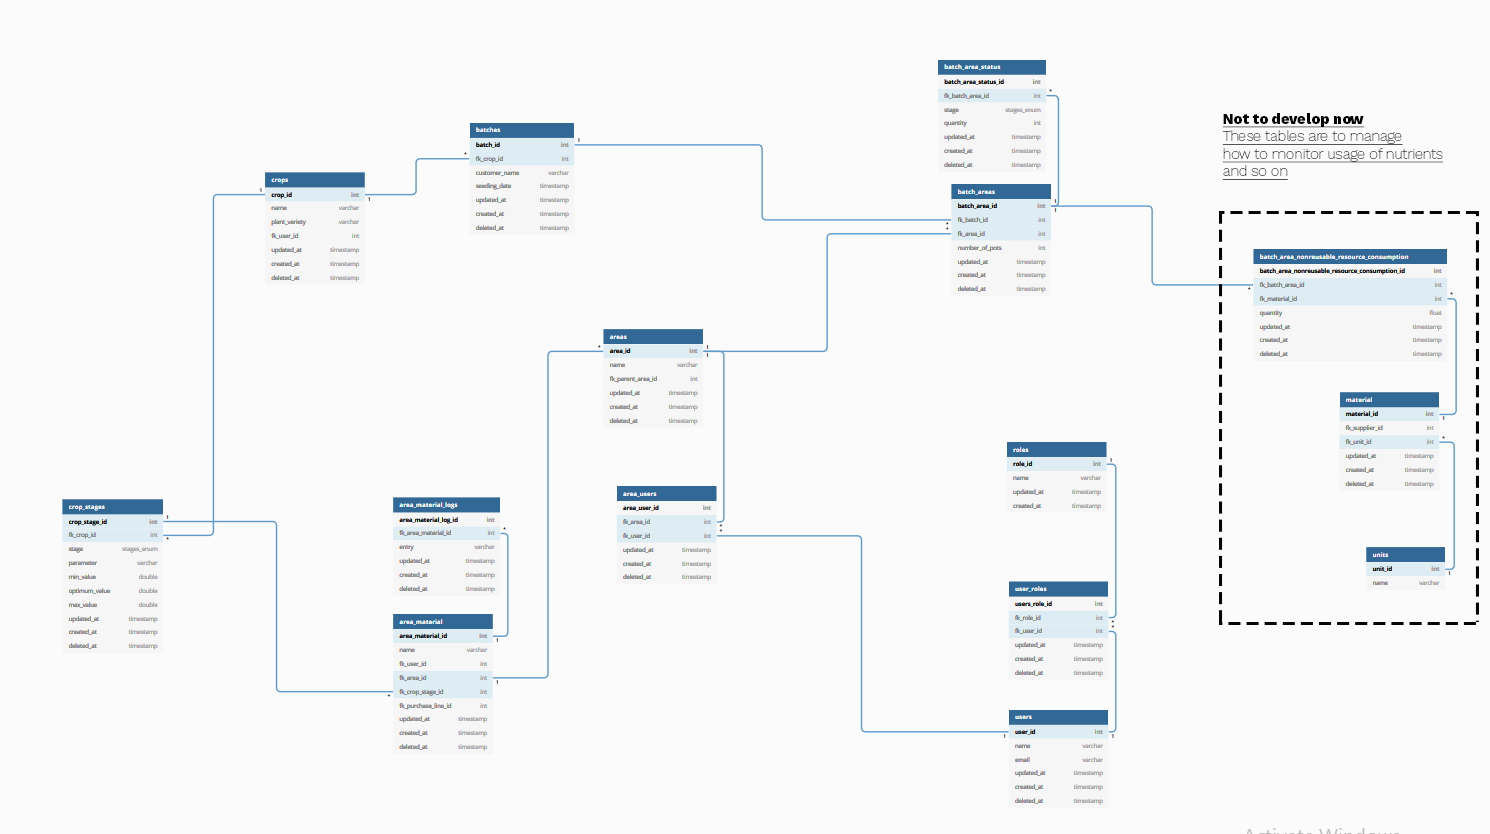 batch_area_status
batch_area_status_id int
fk_batch_area_id int
stage stages_enum
quantity int
updated_at timestamp
created_at timestamp
deleted_at timestamp
Not to develop now
These tables are to manage
how to monitor usage of nutrients
and so on
batches
batch_id int
fk_crop_id int
customer_name varchar
seeding_date timestamp
updated_at timestamp
created_at timestamp
deleted_at timestamp
crops
crop_id int
name varchar
plant_variety varchar
fk_user_id int
updated_at timestamp
created_at timestamp
deleted_at timestamp
batch_areas
batch_area_id int
fk_batch_id int
fk_area_id int
number_of_pots int
updated_at timestamp
created_at timestamp
deleted_at timestamp
batch_area_nonreusable_resource_consumption
batch_area_nonreusable_resource_consumption_id int
fk_batch_area_id int
fk_material_id int
quantity float
updated_at timestamp
created_at timestamp
deleted_at timestamp
areas
area_id int
name varchar
fk_parent_area_id int
updated_at timestamp
created_at timestamp
deleted_at timestamp
material
material_id int
fk_supplier_id int
fk_unit_id int
updated_at timestamp
created_at timestamp
deleted_at timestamp
roles
role_id int
name varchar
updated_at timestamp
created_at timestamp
crop_stages
crop_stage_id int
fk_crop_id int
stage stages_enum
parameter varchar
min_value double
optimum_value double
max_value double
updated_at timestamp
created_at timestamp
deleted_at timestamp
area_material_logs
area_material_log_id int
fk_area_material_id int
entry varchar
updated_at timestamp
created_at timestamp
deleted_at timestamp
area_users
area_user_id int
fk_area_id int
fk_user_id int
updated_at timestamp
created_at timestamp
deleted_at timestamp
units
unit_id int
name varchar
user_roles
users_role_id int
fk_role_id int
fk_user_id int
updated_at timestamp
created_at timestamp
deleted_at timestamp
area_material
area_material_id int
name varchar
fk_user_id int
fk_area_id int
fk_crop_stage_id int
fk_purchase_line_id int
updated_at timestamp
created_at timestamp
deleted_at timestamp
users
user_id int
name varchar
email varchar
updated_at timestamp
created_at timestamp
deleted_at timestamp
Activate Windows